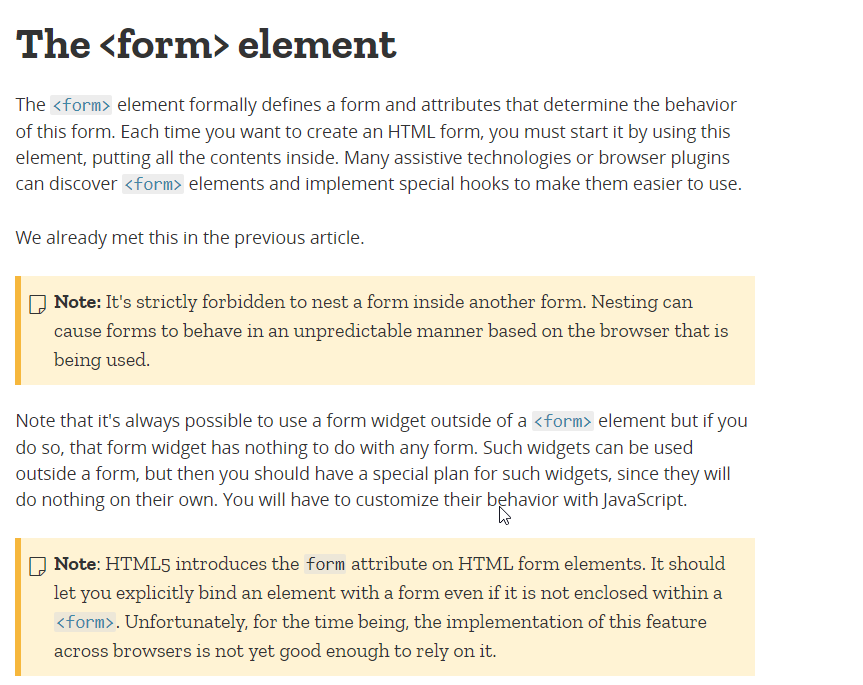 The <form> element
The <form> element formally defines a form and attributes that determine the behavior
of this form. Each time you want to create an HTML form, you must start it by using this
element, putting all the contents inside. Many assistive technologies or browser plugins
can discover <form> elements and implement special hooks to make them easier to use.
We already met this in the previous article.
Note: It's strictly forbidden to nest a form inside another form. Nesting can
cause forms to behave in an unpredictable manner based on the browser that is
being used.
Note that it's always possible to use a form widget outside of a <form> element but if you
do so, that form widget has nothing to do with any form. Such widgets can be used
outside a form, but then you should have a special plan for such widgets, since they will
do nothing on their own. You will have to customize their behavior with JavaScript.
Note: HTML5 introduces the form attribute on HTML form elements. It should
let you explicitly bind an element with a form even if it is not enclosed within a
<form>. Unfortunately, for the time being, the implementation of this feature
across browsers is not yet good enough to rely on it.